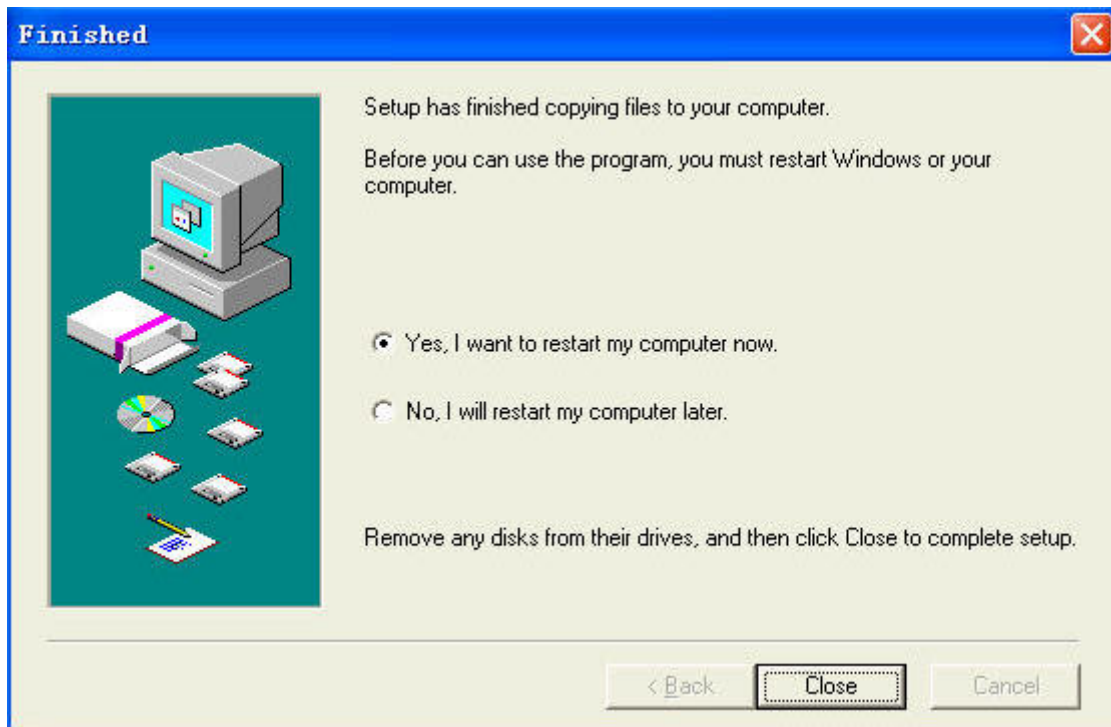 Finished
Setup has finished copying files to your computer.
Before you can use the program, you must restart Windows or your
computer.
Yes, I want to restart my computer now.
No, I will restart my computer later.
Remove any disks from their drives, and then click Close to complete setup.
< Back
Close
Cancel